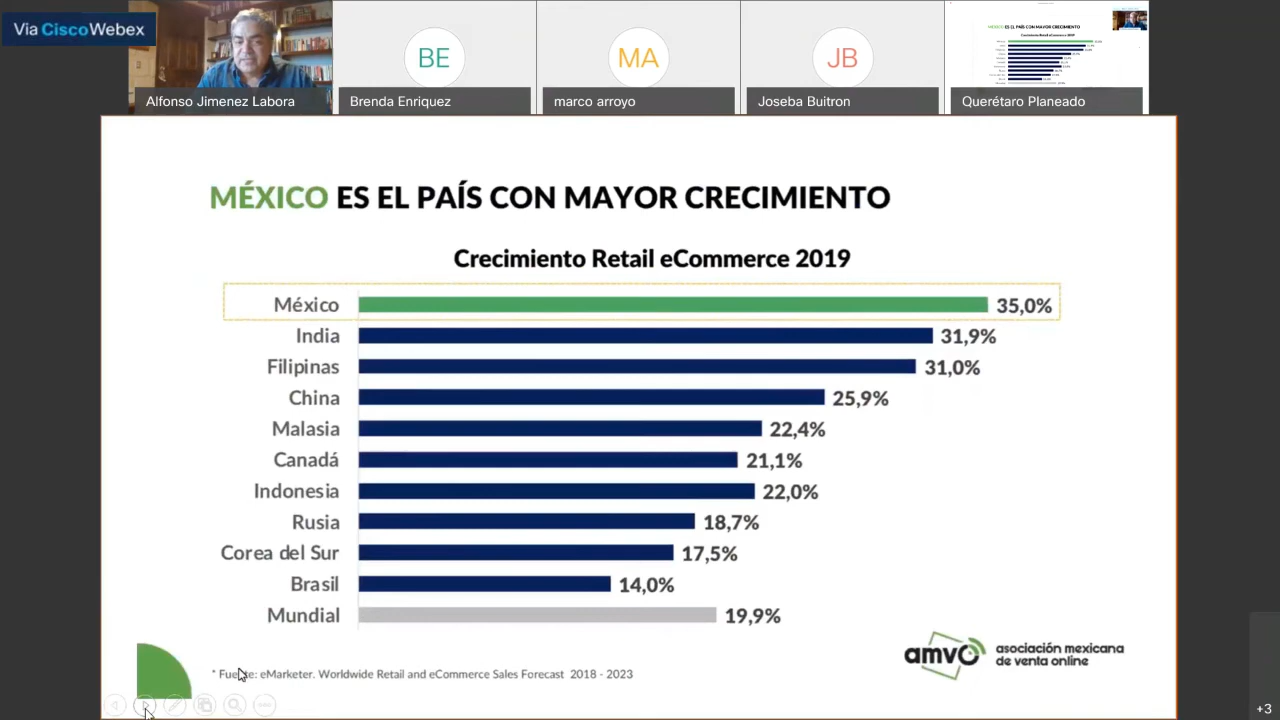 Via Cisco Webex
BE
MA
JB
Alfonso Jimenez Labora
Brenda Enriquez
marco arroyo
Joseba Buitron
Querétaro Planeado
MÉXICO ES EL PAÍS CON MAYOR CRECIMIENTO
Crecimiento Retail eCommerce 2019
México 35,0%
India 31,9%
Filipinas 31,0%
China 25,9%
Malasia 22,4%
Canadá 21,1%
Indonesia 22,0%
Rusia 18,7%
Corea del Sur 17,5%
Brasil 14,0%
Mundial 19,9%
amvo asociación mexicana
de venta online
* Fuente: eMarketer. Worldwide Retail and eCommerce Sales Forecast 2018 - 2023
+3